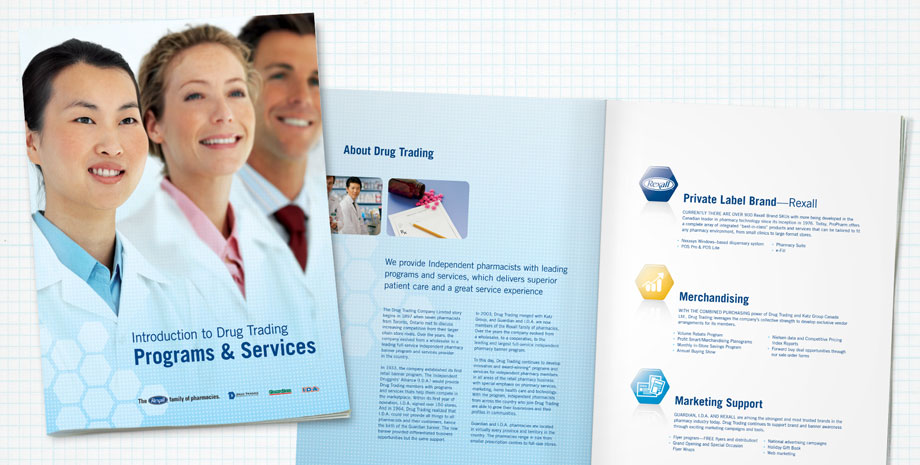 Introduction to Drug Trading
Programs & Services
The Rexall family of pharmacies.
Guardian
I.D.A.
About Drug Trading
We provide Independent pharmacists with leading
programs and services, which delivers superior
patient care and a great service experience
The Drug Trading Company Limited story
begins in 1897 when seven pharmacists
from Toronto, Ontario met to discuss
increasing competition from their larger
chain store rivals. Over the years, the
company evolved from a wholesale to a
leading full-service independent pharmacy
banner program and services provider
in the country.
In 1933, the company established its first
retail banner program. The Independent
Druggists' Alliance (I.D.A.) would provide
Drug Trading members with programs
and services to help them compete in
the marketplace. Within its first year of
operation, I.D.A. signed over 150 stores.
And in 1964, Drug Trading realized that
I.D.A. could not provide all things to all
pharmacists and their customers, hence
the birth of the Guardian banner. The new
banner provided differentiated business
opportunities but the same support.
In 2003, Drug Trading merged with Katz
Group, and Guardian and I.D.A. are now
members of the Rexall family of pharmacies.
Over the years the company evolved from
a wholesale, to a cooperative, to the
leading and largest full-service independent
pharmacy banner program.
To this day, Drug Trading continues to develop
innovative and award-winning programs and
services for independent pharmacy members
in all areas of the retail pharmacy business
with special emphasis on pharmacy services,
marketing, home health care and technology.
With the program, independent pharmacists
from across the country join Drug Trading
are able to grow their businesses and their
profiles in their communities.
Guardian and I.D.A. pharmacies are located
in virtually every province and territory in the
country. The pharmacies range in size from
smaller prescription clinics to full-size stores.
Rexall
Private Label Brand—Rexall
CURRENTLY THERE ARE OVER 900 Rexall Brand SKUs with more being developed in the
Canadian leader in pharmacy technology since its inception in 1976. Today, ProPharm offers
a complete array of integrated "best-in-class" products and services that can be tailored to fit
any pharmacy environment, from small clinics to large-format stores.
• Nexxsys Windows-based dispensary system
• POS Pro & POS Lite
• Pharmacy Suite
• e-Fill
Merchandising
WITH THE COMBINED PURCHASING power of Drug Trading and Katz Group Canada
Ltd., Drug Trading leverages the company's collective strength to develop exclusive vendor
arrangements for its members.
• Volume Rebate Program
• Profit Smart/Merchandising Planograms
• Monthly In-Store Savings Program
• Annual Buying Show
• Nielsen data and Competitive Pricing
Index Reports
• Forward buy deal opportunities through
our sale-order forms
Marketing Support
GUARDIAN, I.D.A. AND REXALL are among the strongest and most trusted brands in the
pharmacy industry today. Drug Trading continues to support brand and banner awareness
through exciting marketing campaigns and tools.
• Flyer program—FREE flyers and distribution!
Grand Opening and Special Occasion
Flyer Wraps
• National advertising campaigns
• Holiday Gift Book
• Web marketing